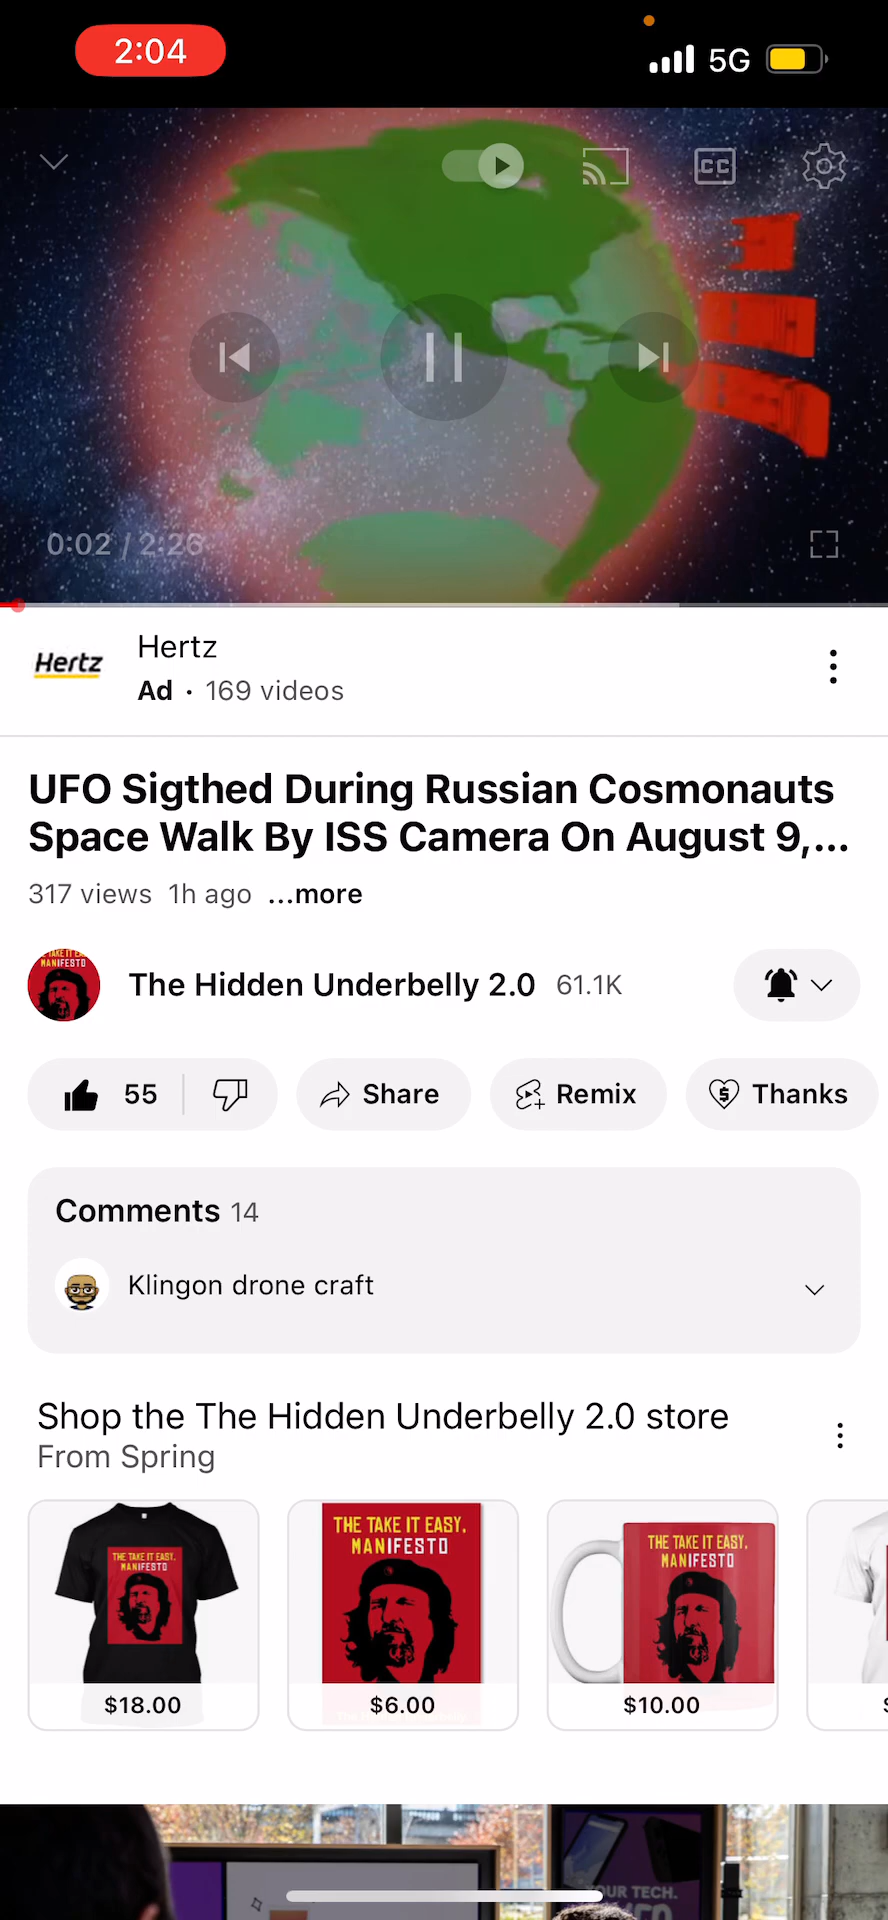 2:04
5G
CC
0:02 / 2:26
Hertz
Hertz
Ad · 169 videos
UFO Sigthed During Russian Cosmonauts
Space Walk By ISS Camera On August 9,...
317 views 1h ago ...more
MANIFESTO
The Hidden Underbelly 2.0 61.1K
55
Share
Remix
Thanks
Comments 14
Klingon drone craft
Shop the The Hidden Underbelly 2.0 store
From Spring
THE TAKE IT EASY.
MANIFESTO
THE TAKE IT EASY.
MANIFESTO
THE TAKE IT EASY.
MANIFESTO
$18.00
$6.00
$10.00
YOUR TECH.